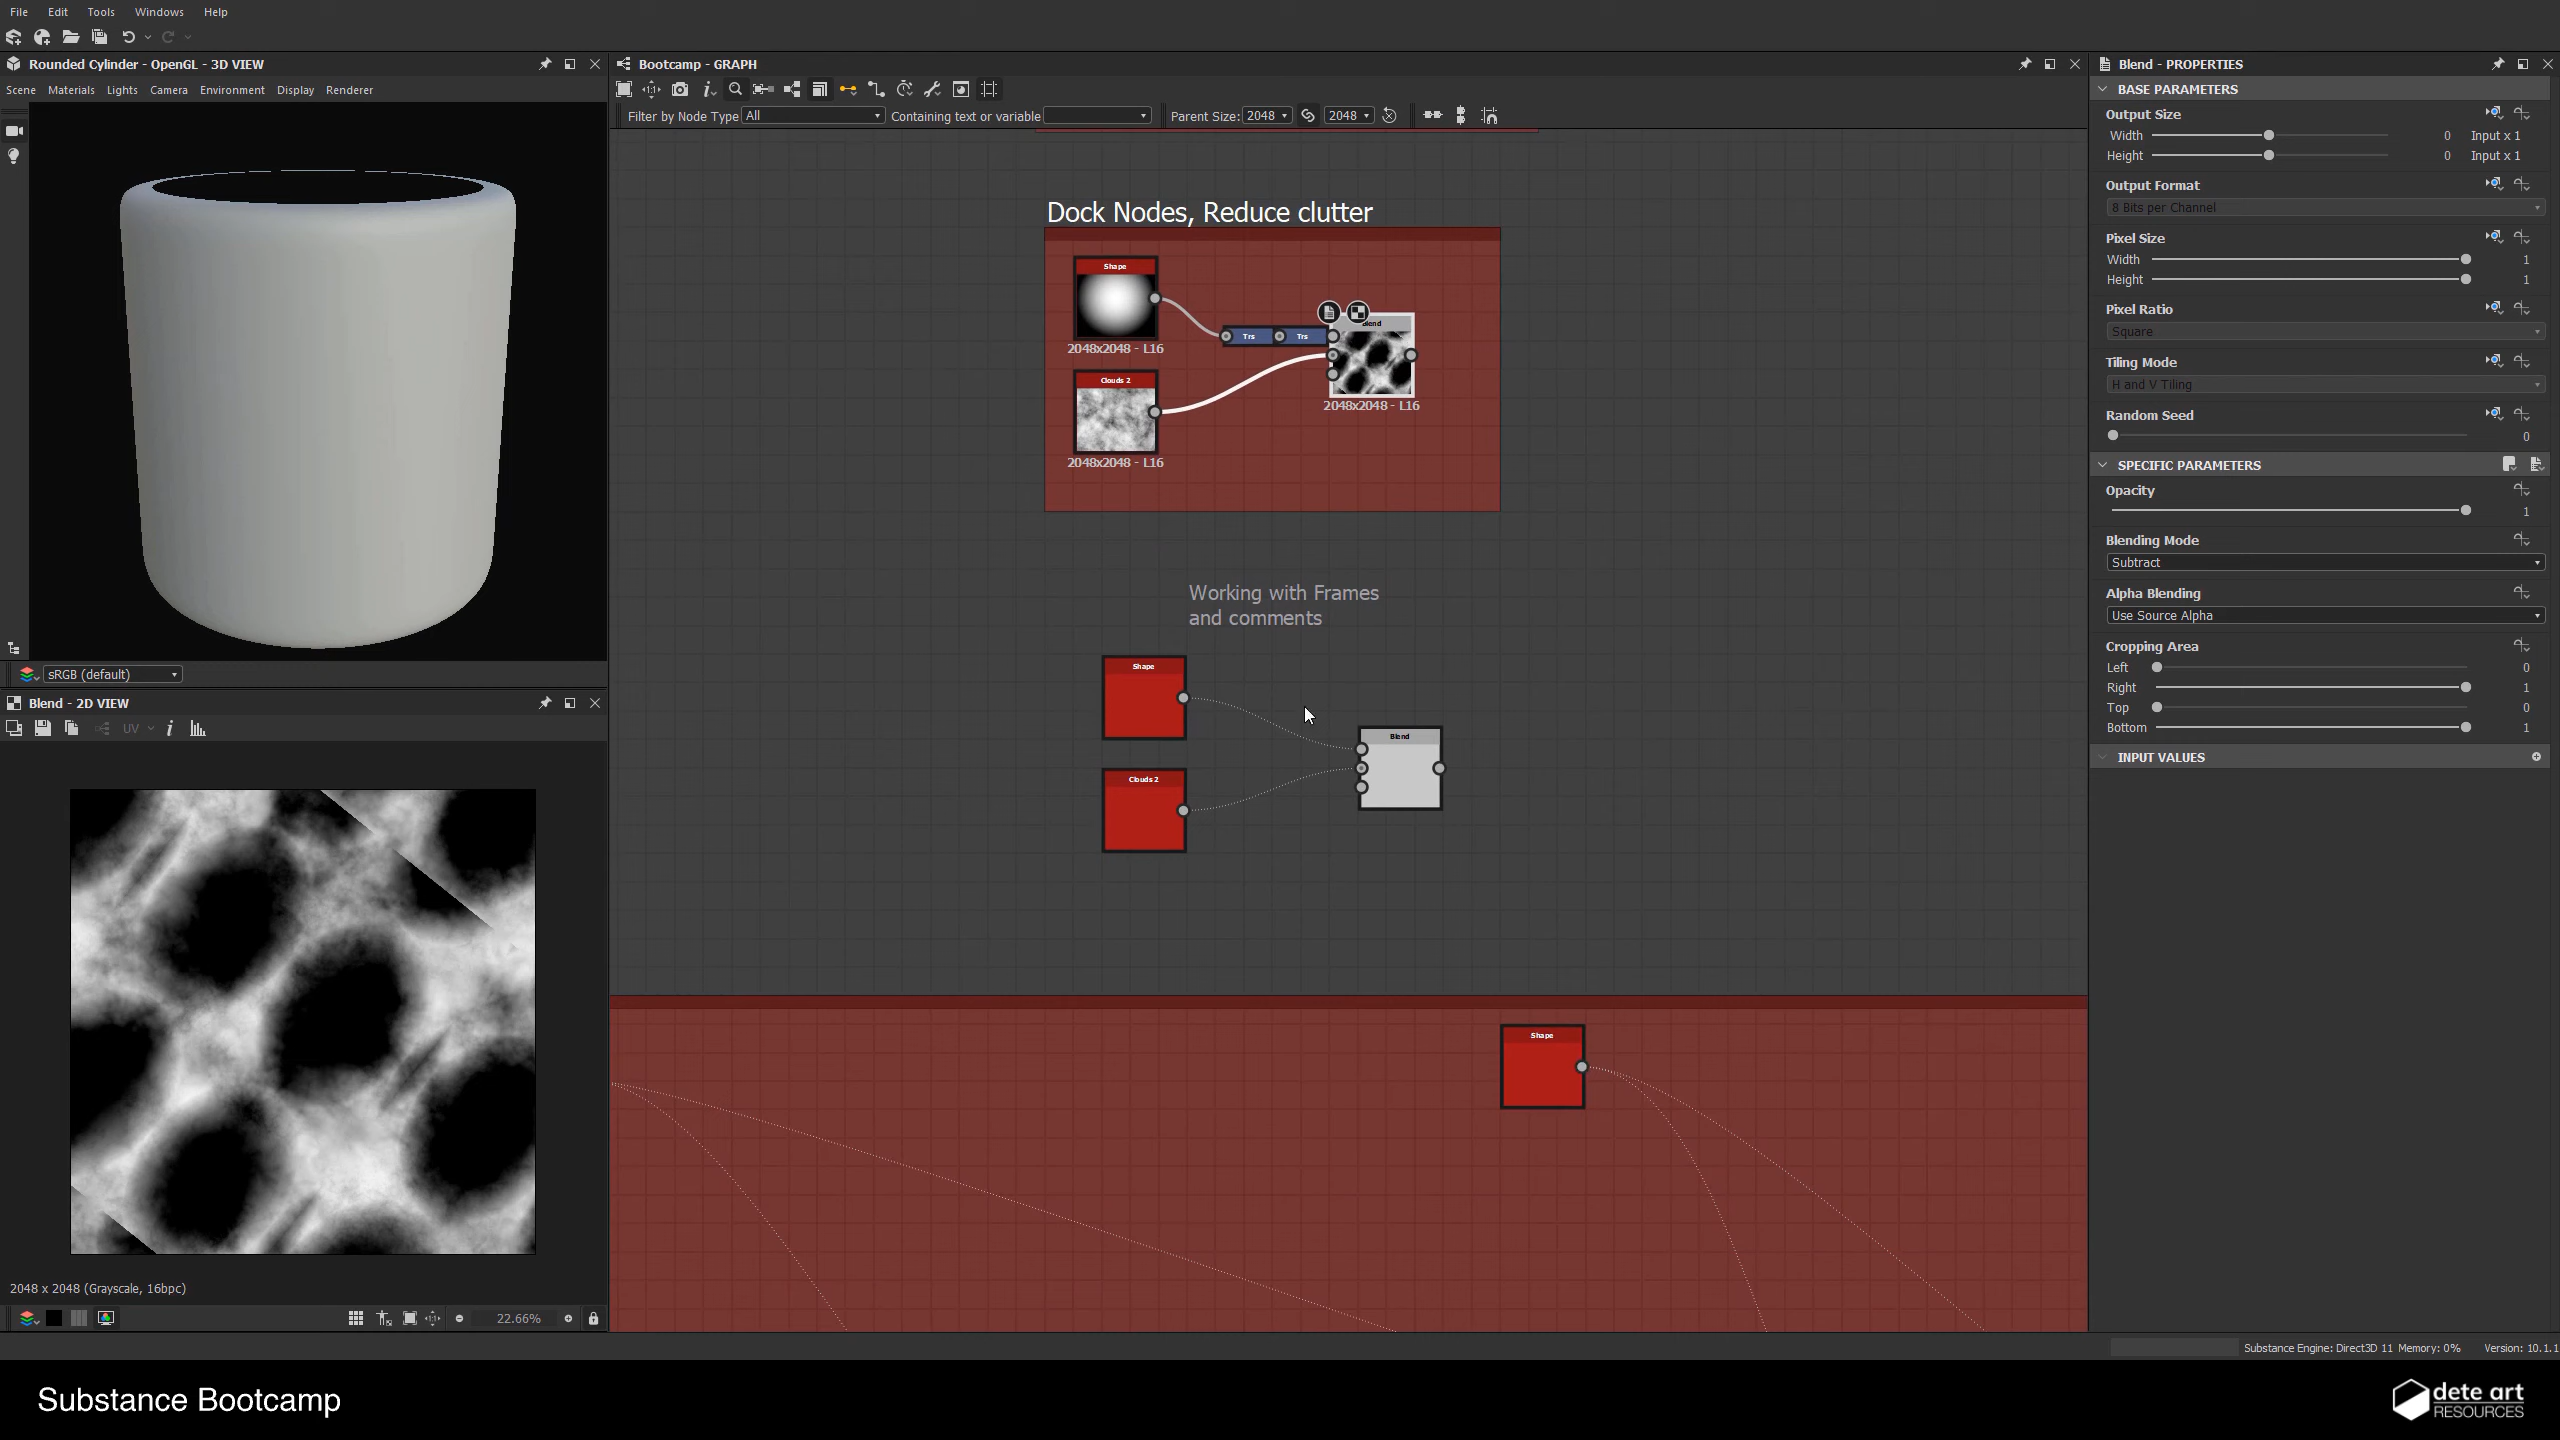 File Edit Tools Windows Help
Rounded Cylinder - OpenGL - 3D VIEW
Scene Materials Lights Camera Environment Display Renderer
sRGB (default)
Blend - 2D VIEW
UV
2048 x 2048 (Grayscale, 16bpc)
22.66%
Bootcamp - GRAPH
Filter by Node Type All Containing text or variable Parent Size: 2048 2048
Dock Nodes, Reduce clutter
Shape
2048x2048 - L16
Clouds 2
2048x2048 - L16
Trs Trs
Blend
2048x2048 - L16
Working with Frames
and comments
Shape
Clouds 2
Blend
Shape
Blend - PROPERTIES
BASE PARAMETERS
Output Size
Width 0 Input x 1
Height 0 Input x 1
Output Format
8 Bits per Channel
Pixel Size
Width 1
Height 1
Pixel Ratio
Square
Tiling Mode
H and V Tiling
Random Seed
0
SPECIFIC PARAMETERS
Opacity
1
Blending Mode
Subtract
Alpha Blending
Use Source Alpha
Cropping Area
Left 0
Right 1
Top 0
Bottom 1
INPUT VALUES
Substance Engine: Direct3D 11 Memory: 0% Version: 10.1.1
Substance Bootcamp
dete art
RESOURCES